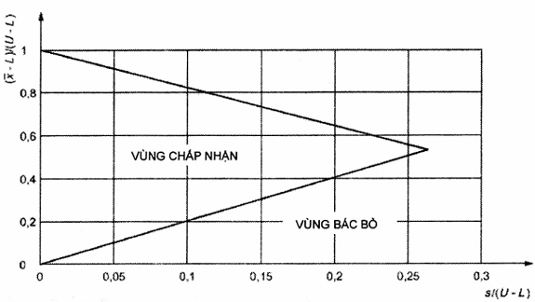 (x̄ - L)/(U - L)
1
0,8
0,6
0,4
0,2
0
VÙNG CHẤP NHẬN
VÙNG BÁC BỎ
0 0,05 0,1 0,15 0,2 0,25 0,3
s/(U - L)